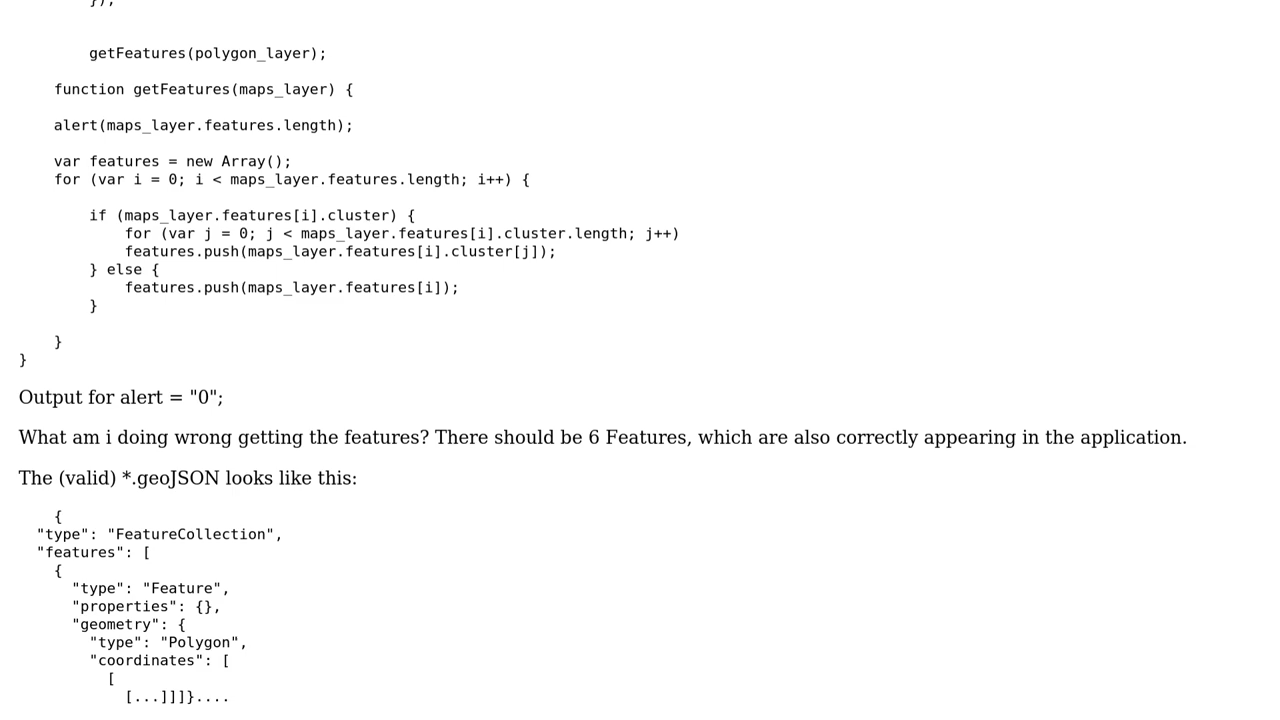 });
getFeatures(polygon_layer);
function getFeatures(maps_layer) {
alert(maps_layer.features.length);
var features = new Array();
for (var i = 0; i < maps_layer.features.length; i++) {
if (maps_layer.features[i].cluster) {
for (var j = 0; j < maps_layer.features[i].cluster.length; j++)
features.push(maps_layer.features[i].cluster[j]);
} else {
features.push(maps_layer.features[i]);
}
}
}
Output for alert = "0";
What am i doing wrong getting the features? There should be 6 Features, which are also correctly appearing in the application.
The (valid) *.geoJSON looks like this:
{
"type": "FeatureCollection",
"features": [
{
"type": "Feature",
"properties": {},
"geometry": {
"type": "Polygon",
"coordinates": [
[
[...]]]}....